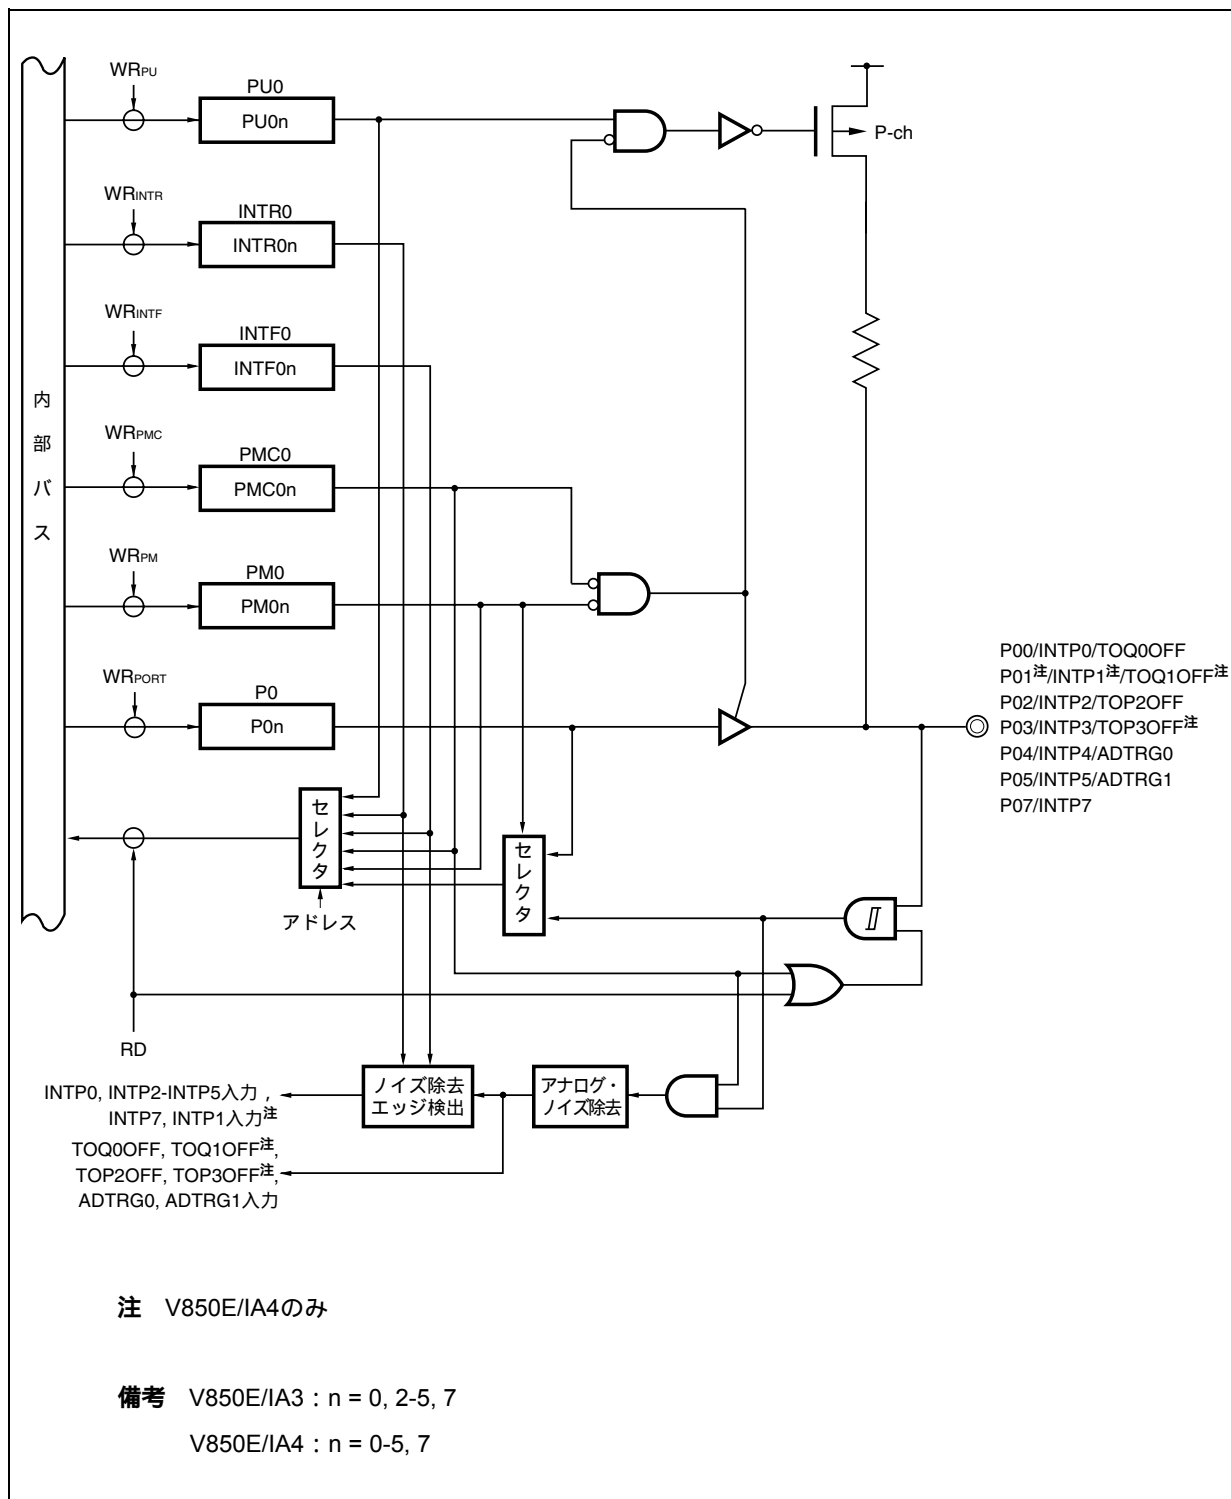 WRPU
PU0
PU0n
P-ch
WRINTR
INTR0
INTR0n
WRINTF
INTF0
INTF0n
内部バス
WRPMC
PMC0
PMC0n
WRPM
PM0
PM0n
WRPORT
P0
P0n
P00/INTP0/TOQ0OFF
P01注/INTP1注/TOQ1OFF注
P02/INTP2/TOP2OFF
P03/INTP3/TOP3OFF注
P04/INTP4/ADTRG0
P05/INTP5/ADTRG1
P07/INTP7
セレクタ
セレクタ
アドレス
RD
ノイズ除去
エッジ検出
アナログ・
ノイズ除去
INTP0, INTP2-INTP5入力,
INTP7, INTP1入力注
TOQ0OFF, TOQ1OFF注,
TOP2OFF, TOP3OFF注,
ADTRG0, ADTRG1入力
注 V850E/IA4のみ
備考 V850E/IA3：n = 0, 2-5, 7
V850E/IA4：n = 0-5, 7